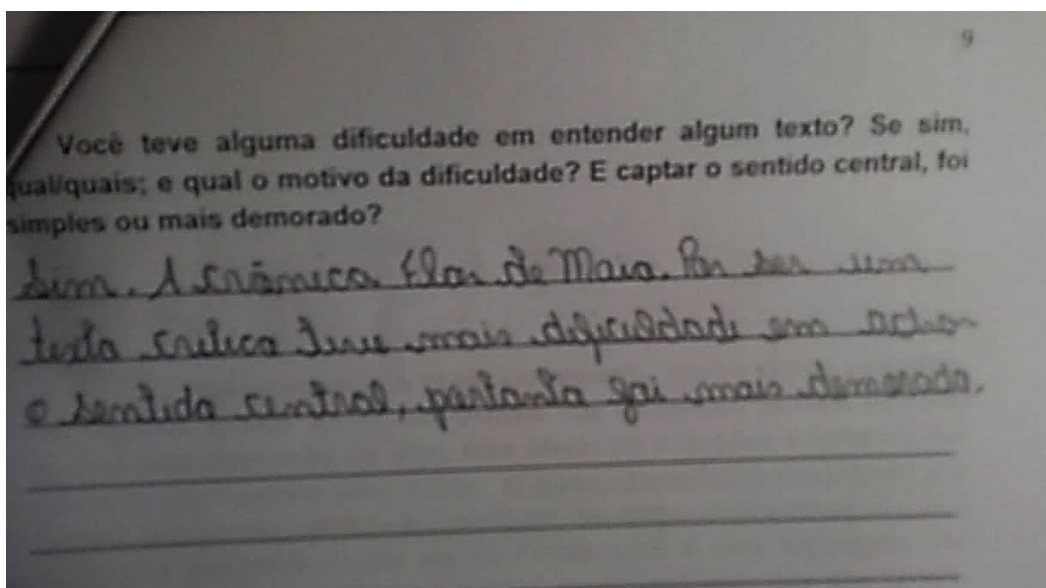 9
Você teve alguma dificuldade em entender algum texto? Se sim,
qual/quais; e qual o motivo da dificuldade? E captar o sentido central, foi
simples ou mais demorado?
Sim. A crônica Flor de Maio. Por ser um
texto crítico tive mais dificuldade em achar
o sentido central, portanto foi mais demorado.